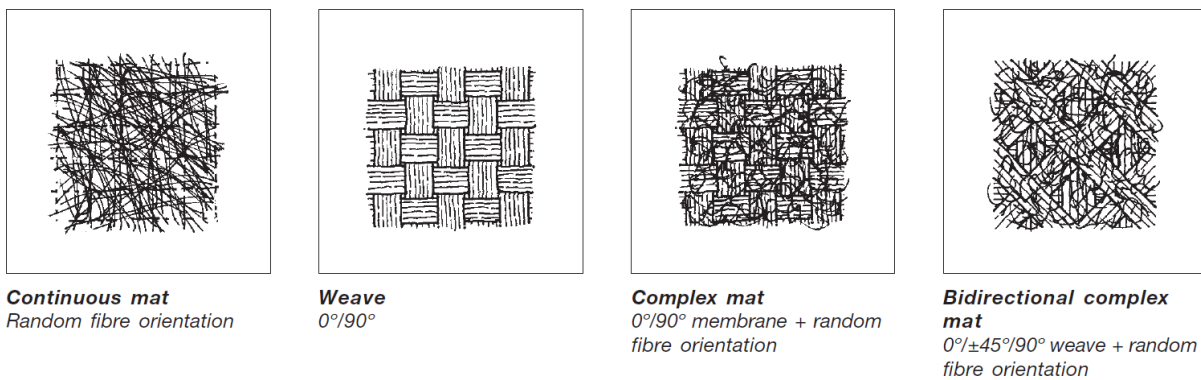 Continuous mat
Random fibre orientation
Weave
0°/90°
Complex mat
0°/90° membrane + random
fibre orientation
Bidirectional complex
mat
0°/±45°/90° weave + random
fibre orientation